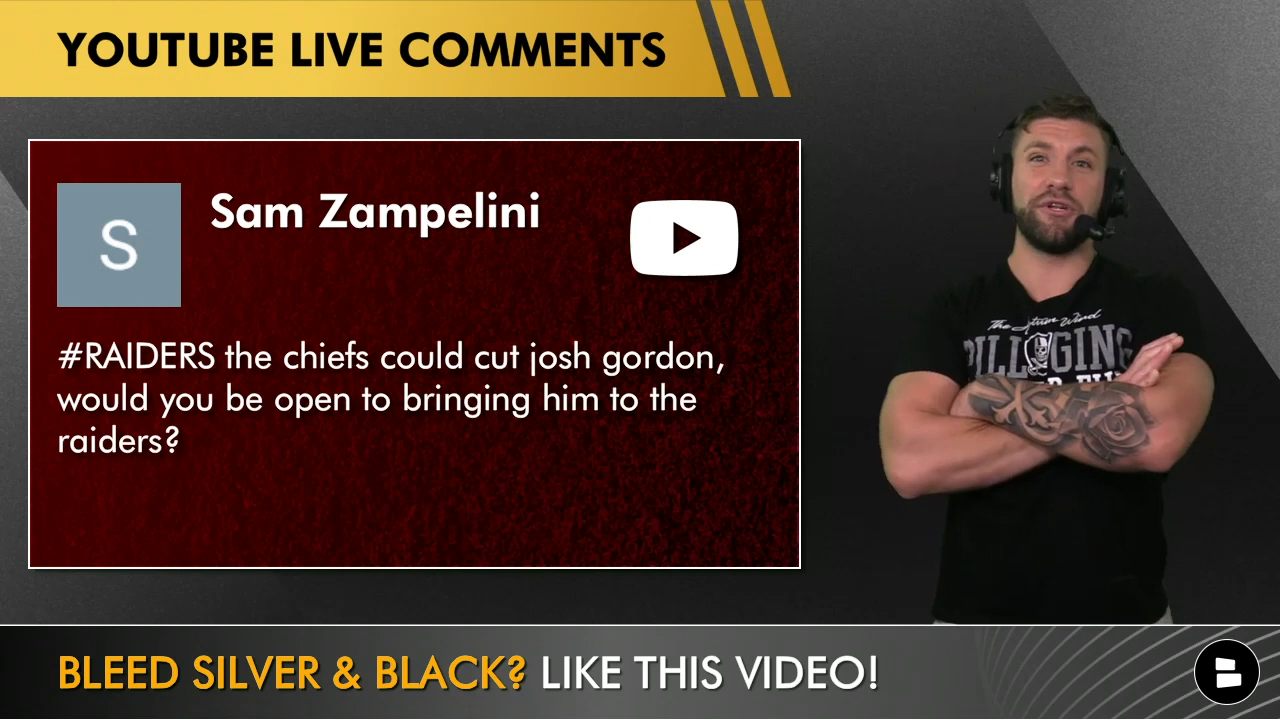 YOUTUBE LIVE COMMENTS
S
Sam Zampelini
#RAIDERS the chiefs could cut josh gordon,
would you be open to bringing him to the
raiders?
BLEED SILVER & BLACK? LIKE THIS VIDEO!